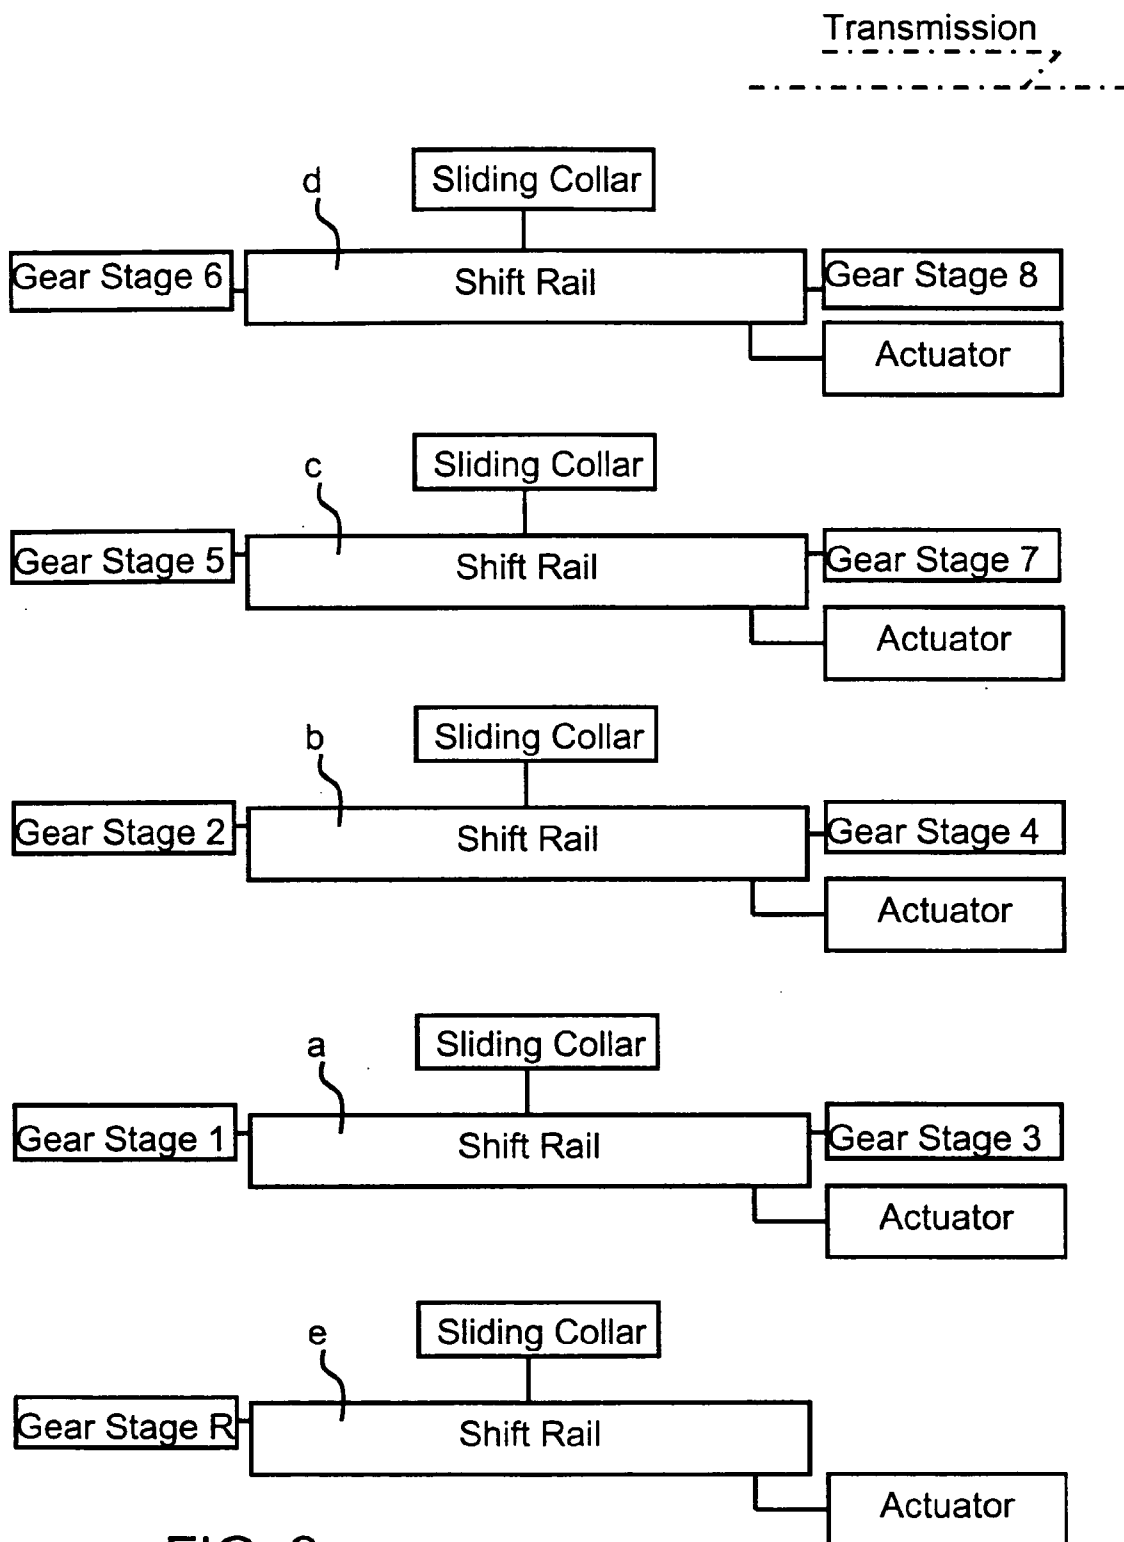 Transmission
Sliding Collar
d
Gear Stage 6
Shift Rail
Gear Stage 8
Actuator
Sliding Collar
c
Gear Stage 5
Shift Rail
Gear Stage 7
Actuator
Sliding Collar
b
Gear Stage 2
Shift Rail
Gear Stage 4
Actuator
Sliding Collar
a
Gear Stage 1
Shift Rail
Gear Stage 3
Actuator
Sliding Collar
e
Gear Stage R
Shift Rail
Actuator